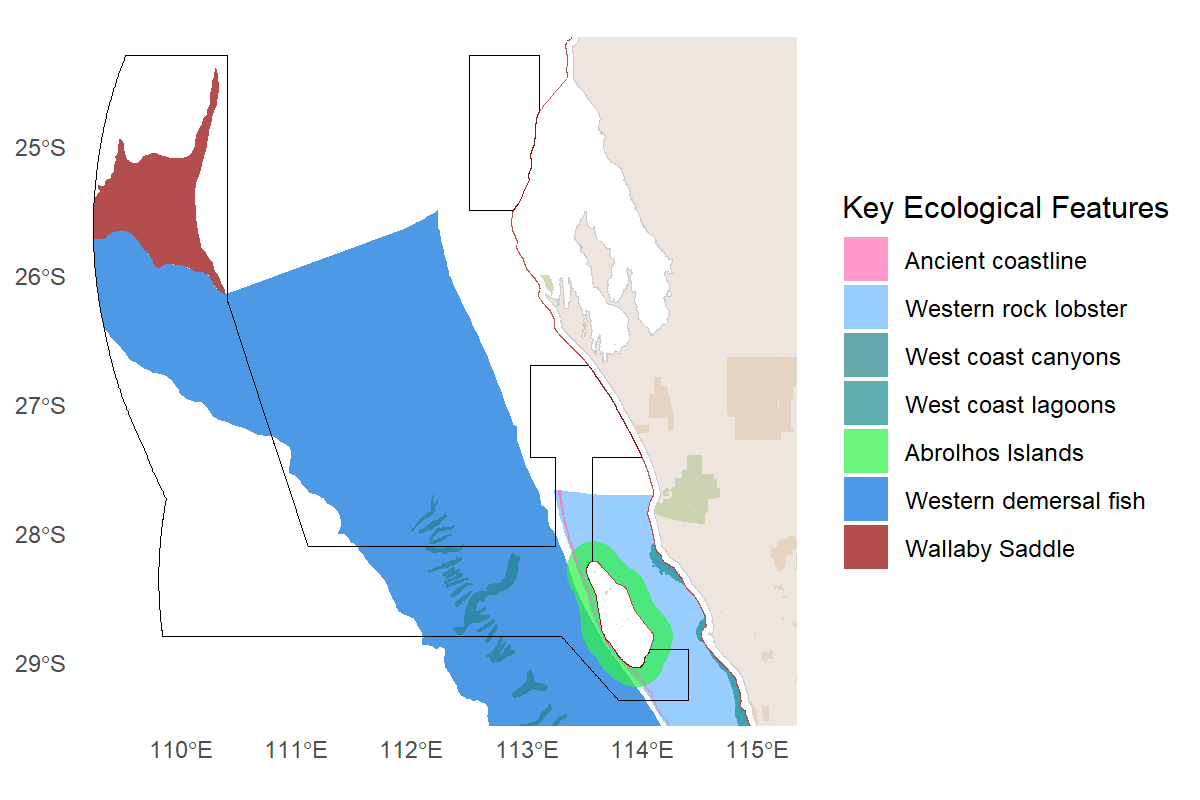 25°S
26°S
27°S
28°S
29°S
110°E 111°E 112°E 113°E 114°E 115°E
Key Ecological Features
Ancient coastline
Western rock lobster
West coast canyons
West coast lagoons
Abrolhos Islands
Western demersal fish
Wallaby Saddle